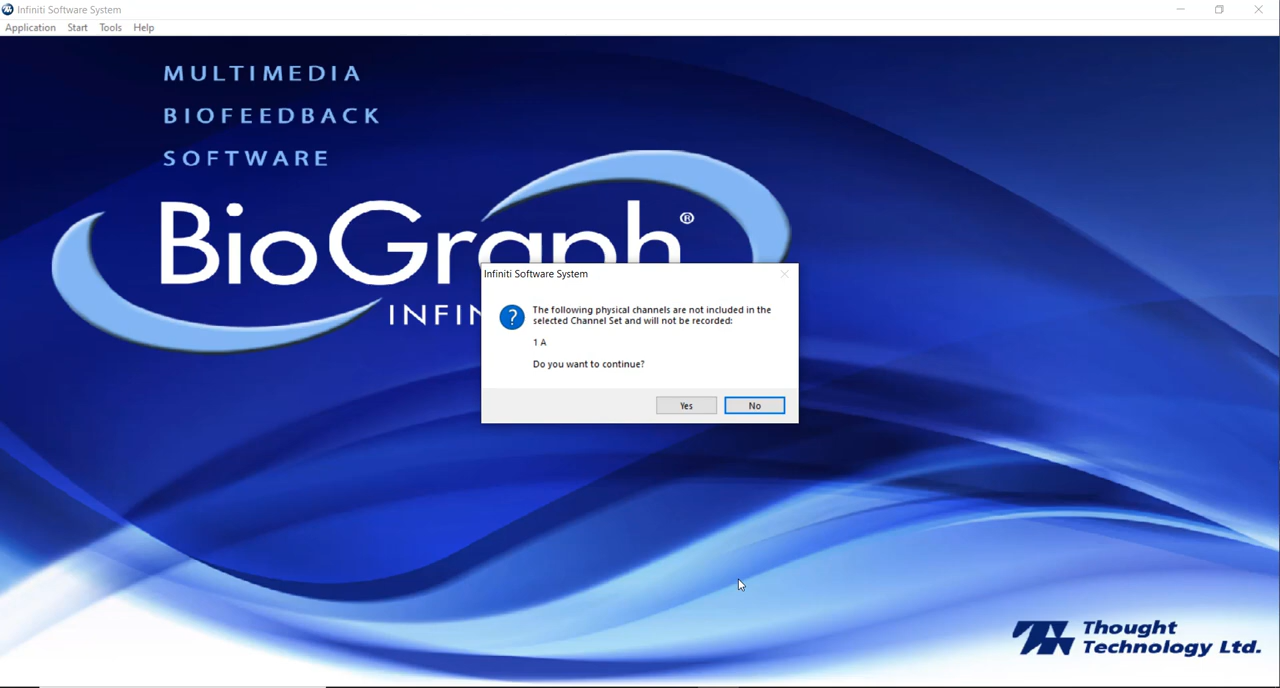 Infiniti Software System
Application Start Tools Help
MULTIMEDIA
BIOFEEDBACK
SOFTWARE
BioGraph®
INFIN
Infiniti Software System
The following physical channels are not included in the
selected Channel Set and will not be recorded:
1 A
Do you want to continue?
Yes No
Thought
Technology Ltd.